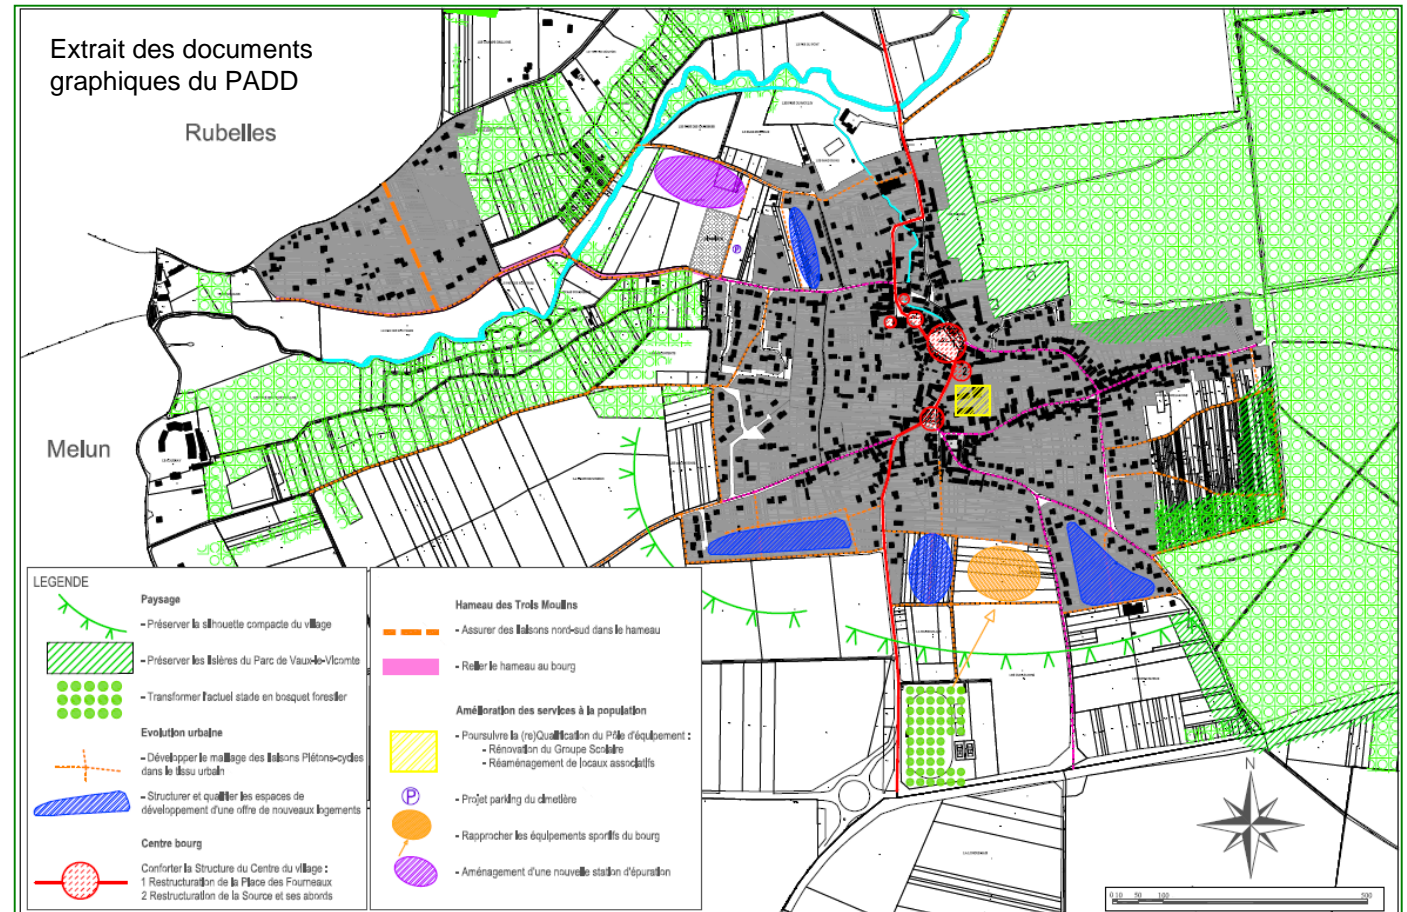 Extrait des documents
graphiques du PADD
Rubelles
Melun
LEGENDE
Paysage
- Préserver la silhouette compacte du village
- Préserver les lisières du Parc de Vaux-le-Vicomte
- Transformer l'actuel stade en bosquet forestier
Evolution urbaine
- Développer le maillage des liaisons Piétons-cycles
dans le tissu urbain
- Structurer et qualifier les espaces de
développement d'une offre de nouveaux logements
Centre bourg
Conforter la Structure du Centre du village :
1 Restructuration de la Place des Fourneaux
2 Restructuration de la Source et ses abords
Hameau des Trois Moulins
- Assurer des liaisons nord-sud dans le hameau
- Relier le hameau au bourg
Amélioration des services à la population
- Poursuivre la (re)Qualification du Pôle d'équipement :
- Rénovation du Groupe Scolaire
- Réaménagement de locaux associatifs
P
- Projet parking du cimetière
- Rapprocher les équipements sportifs du bourg
- Aménagement d'une nouvelle station d'épuration
P
2
N
0 10 50 100 500